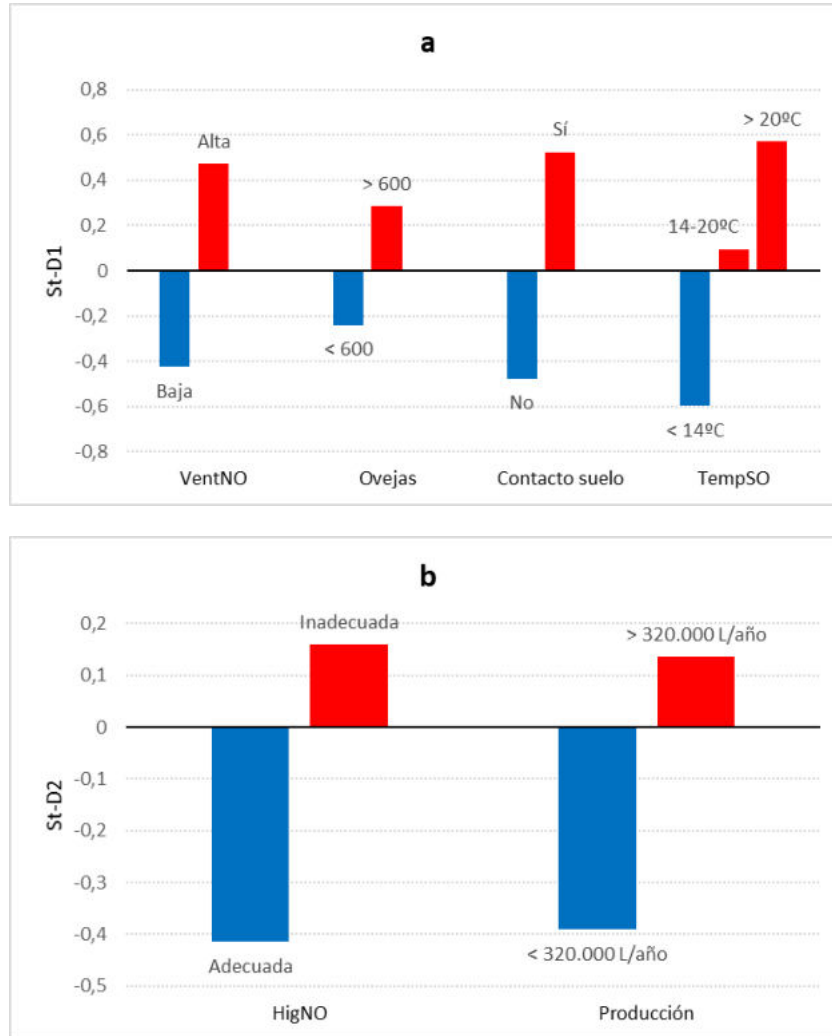 a
0,8
0,6
0,4
0,2
0
-0,2
-0,4
-0,6
-0,8
St-D1
Alta
Baja
> 600
< 600
Sí
No
14-20ºC
> 20ºC
< 14ºC
VentNO Ovejas Contacto suelo TempSO
b
0,2
0,1
0
-0,1
-0,2
-0,3
-0,4
-0,5
St-D2
Inadecuada
Adecuada
> 320.000 L/año
< 320.000 L/año
HigNO Producción